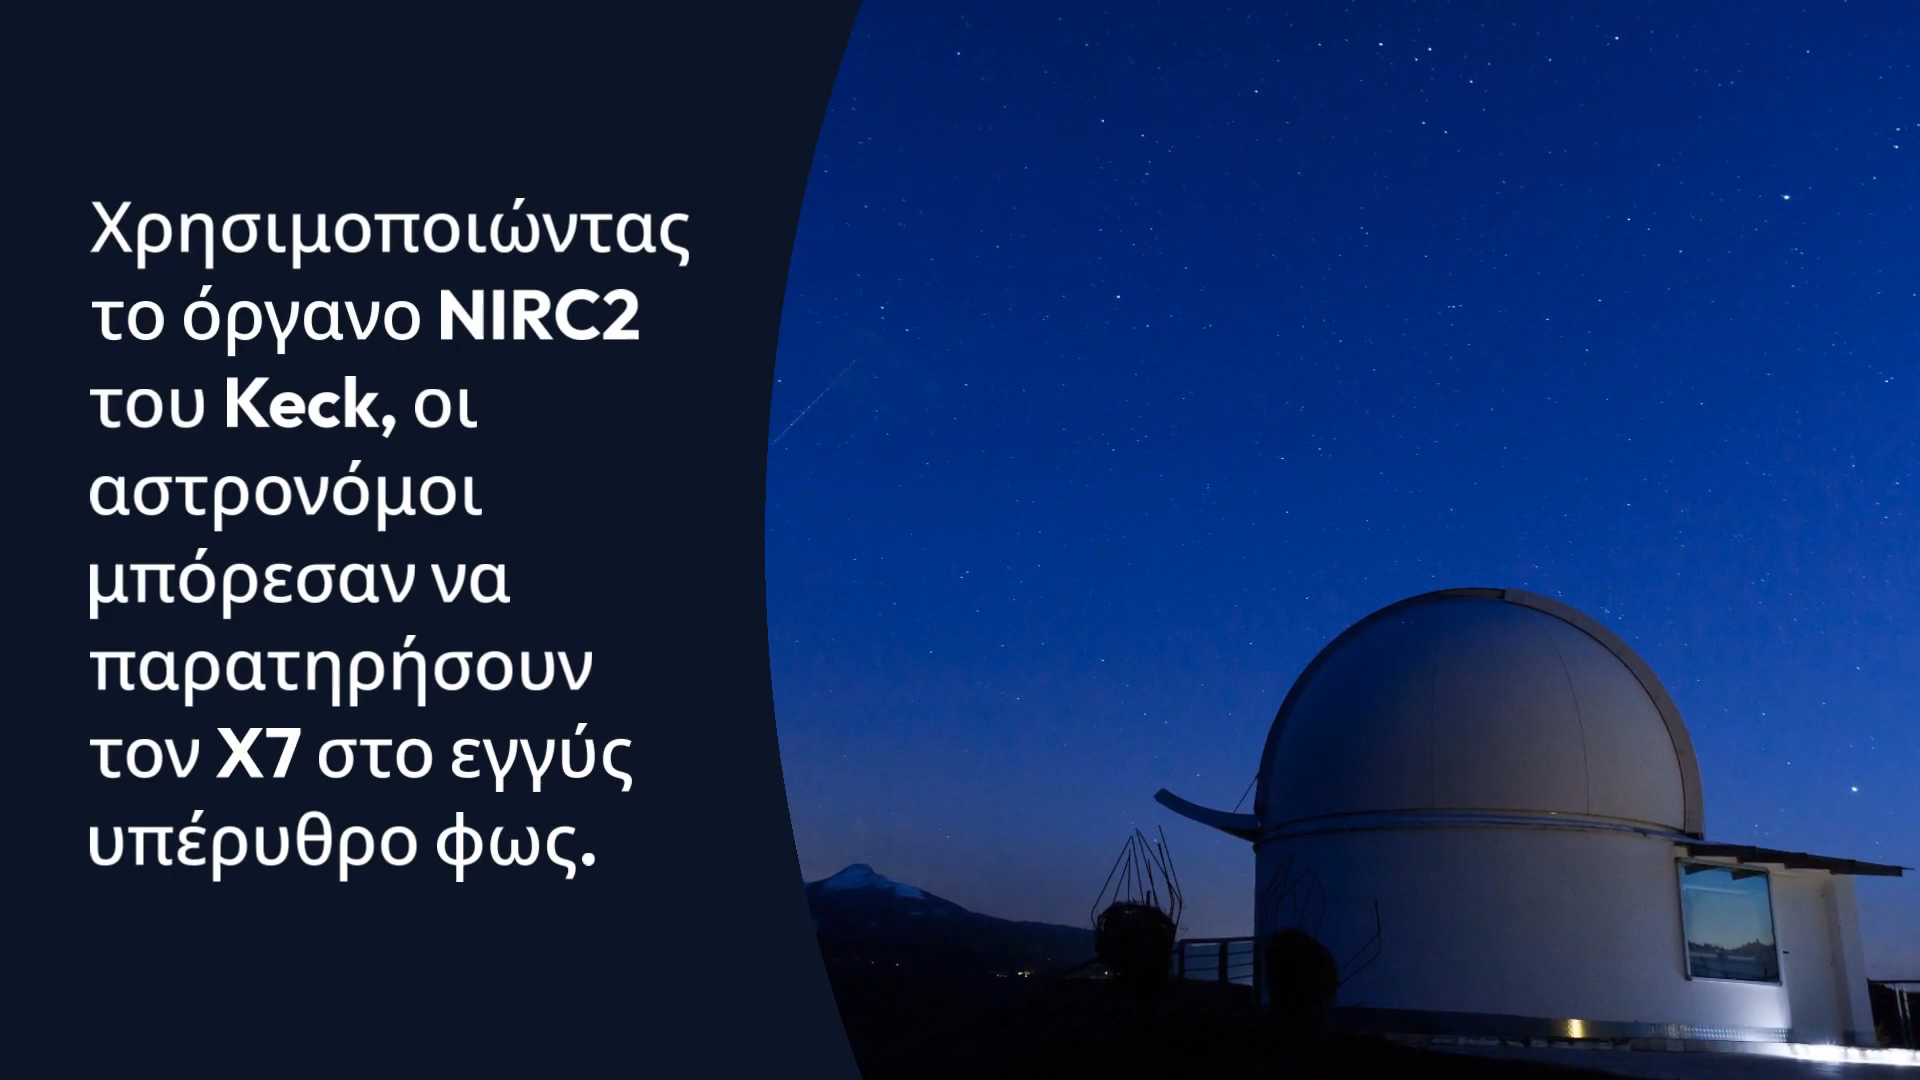 Χρησιμοποιώντας
το όργανο NIRC2
του Keck, οι
αστρονόμοι
μπόρεσαν να
παρατηρήσουν
τον X7 στο εγγύς
υπέρυθρο φως.